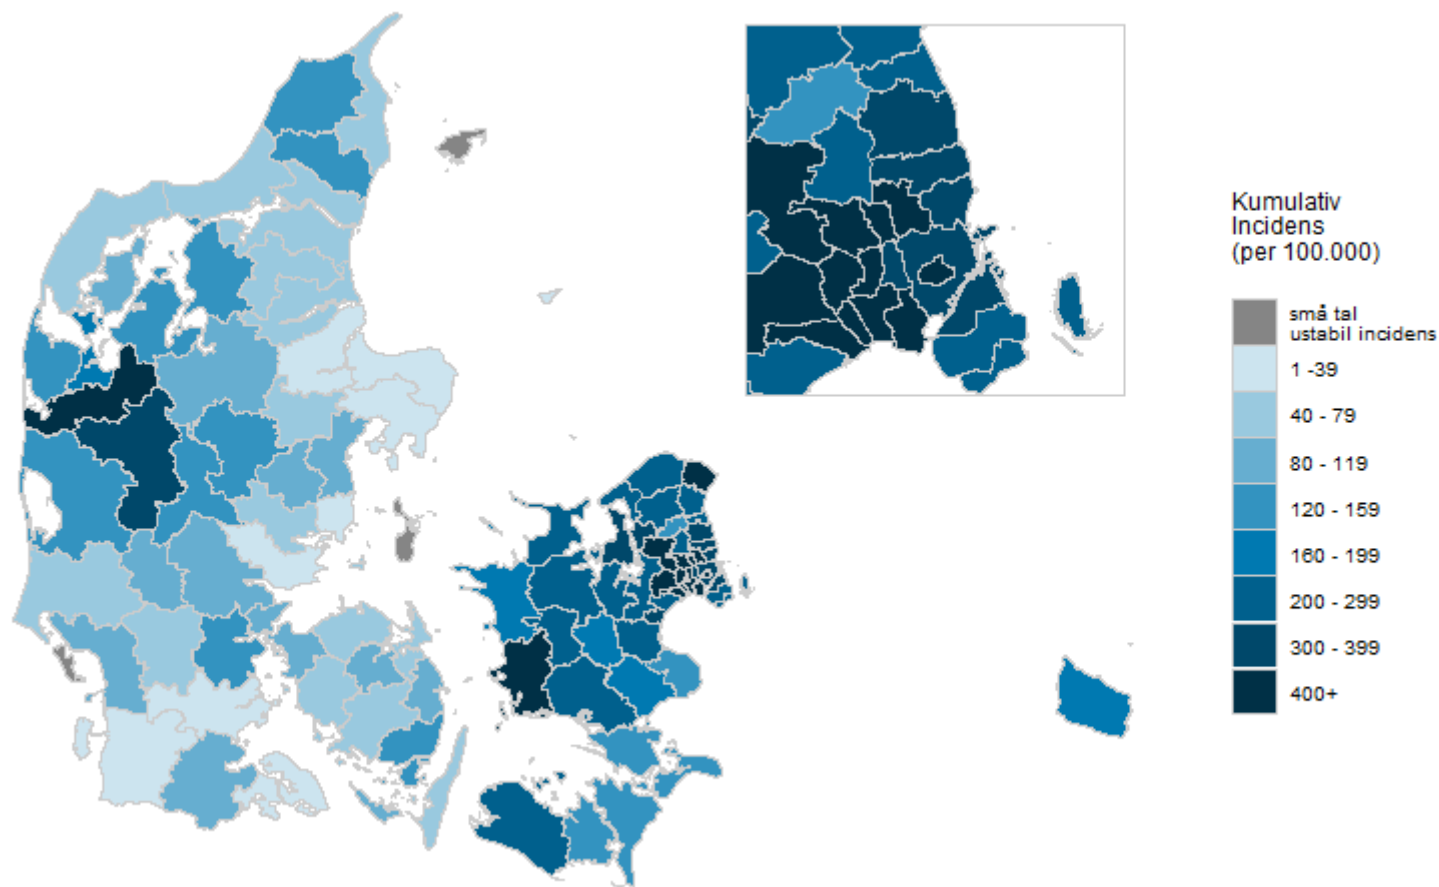 Kumulativ
Incidens
(per 100.000)
små tal
ustabil incidens
1 -39
40 - 79
80 - 119
120 - 159
160 - 199
200 - 299
300 - 399
400+